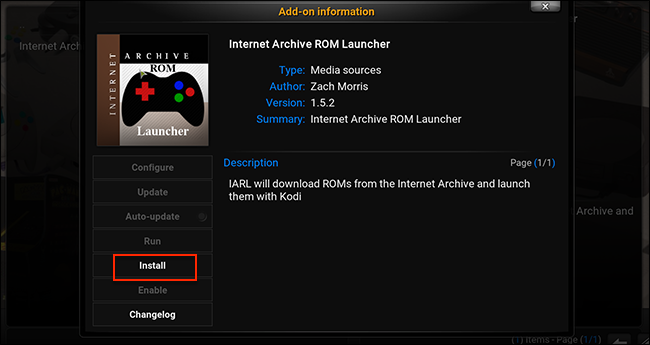 Add-on information
Internet Archive ROM Launcher
INTERNET
ARCHIVE
ROM
Launcher
Type: Media sources
Author: Zach Morris
Version: 1.5.2
Summary: Internet Archive ROM Launcher
Description
Page (1/1)
IARL will download ROMs from the Internet Archive and launch
them with Kodi
Configure
Update
Auto-update
Run
Install
Enable
Changelog
Internet Arc
Archive and
(1) Items - Page (1/1)